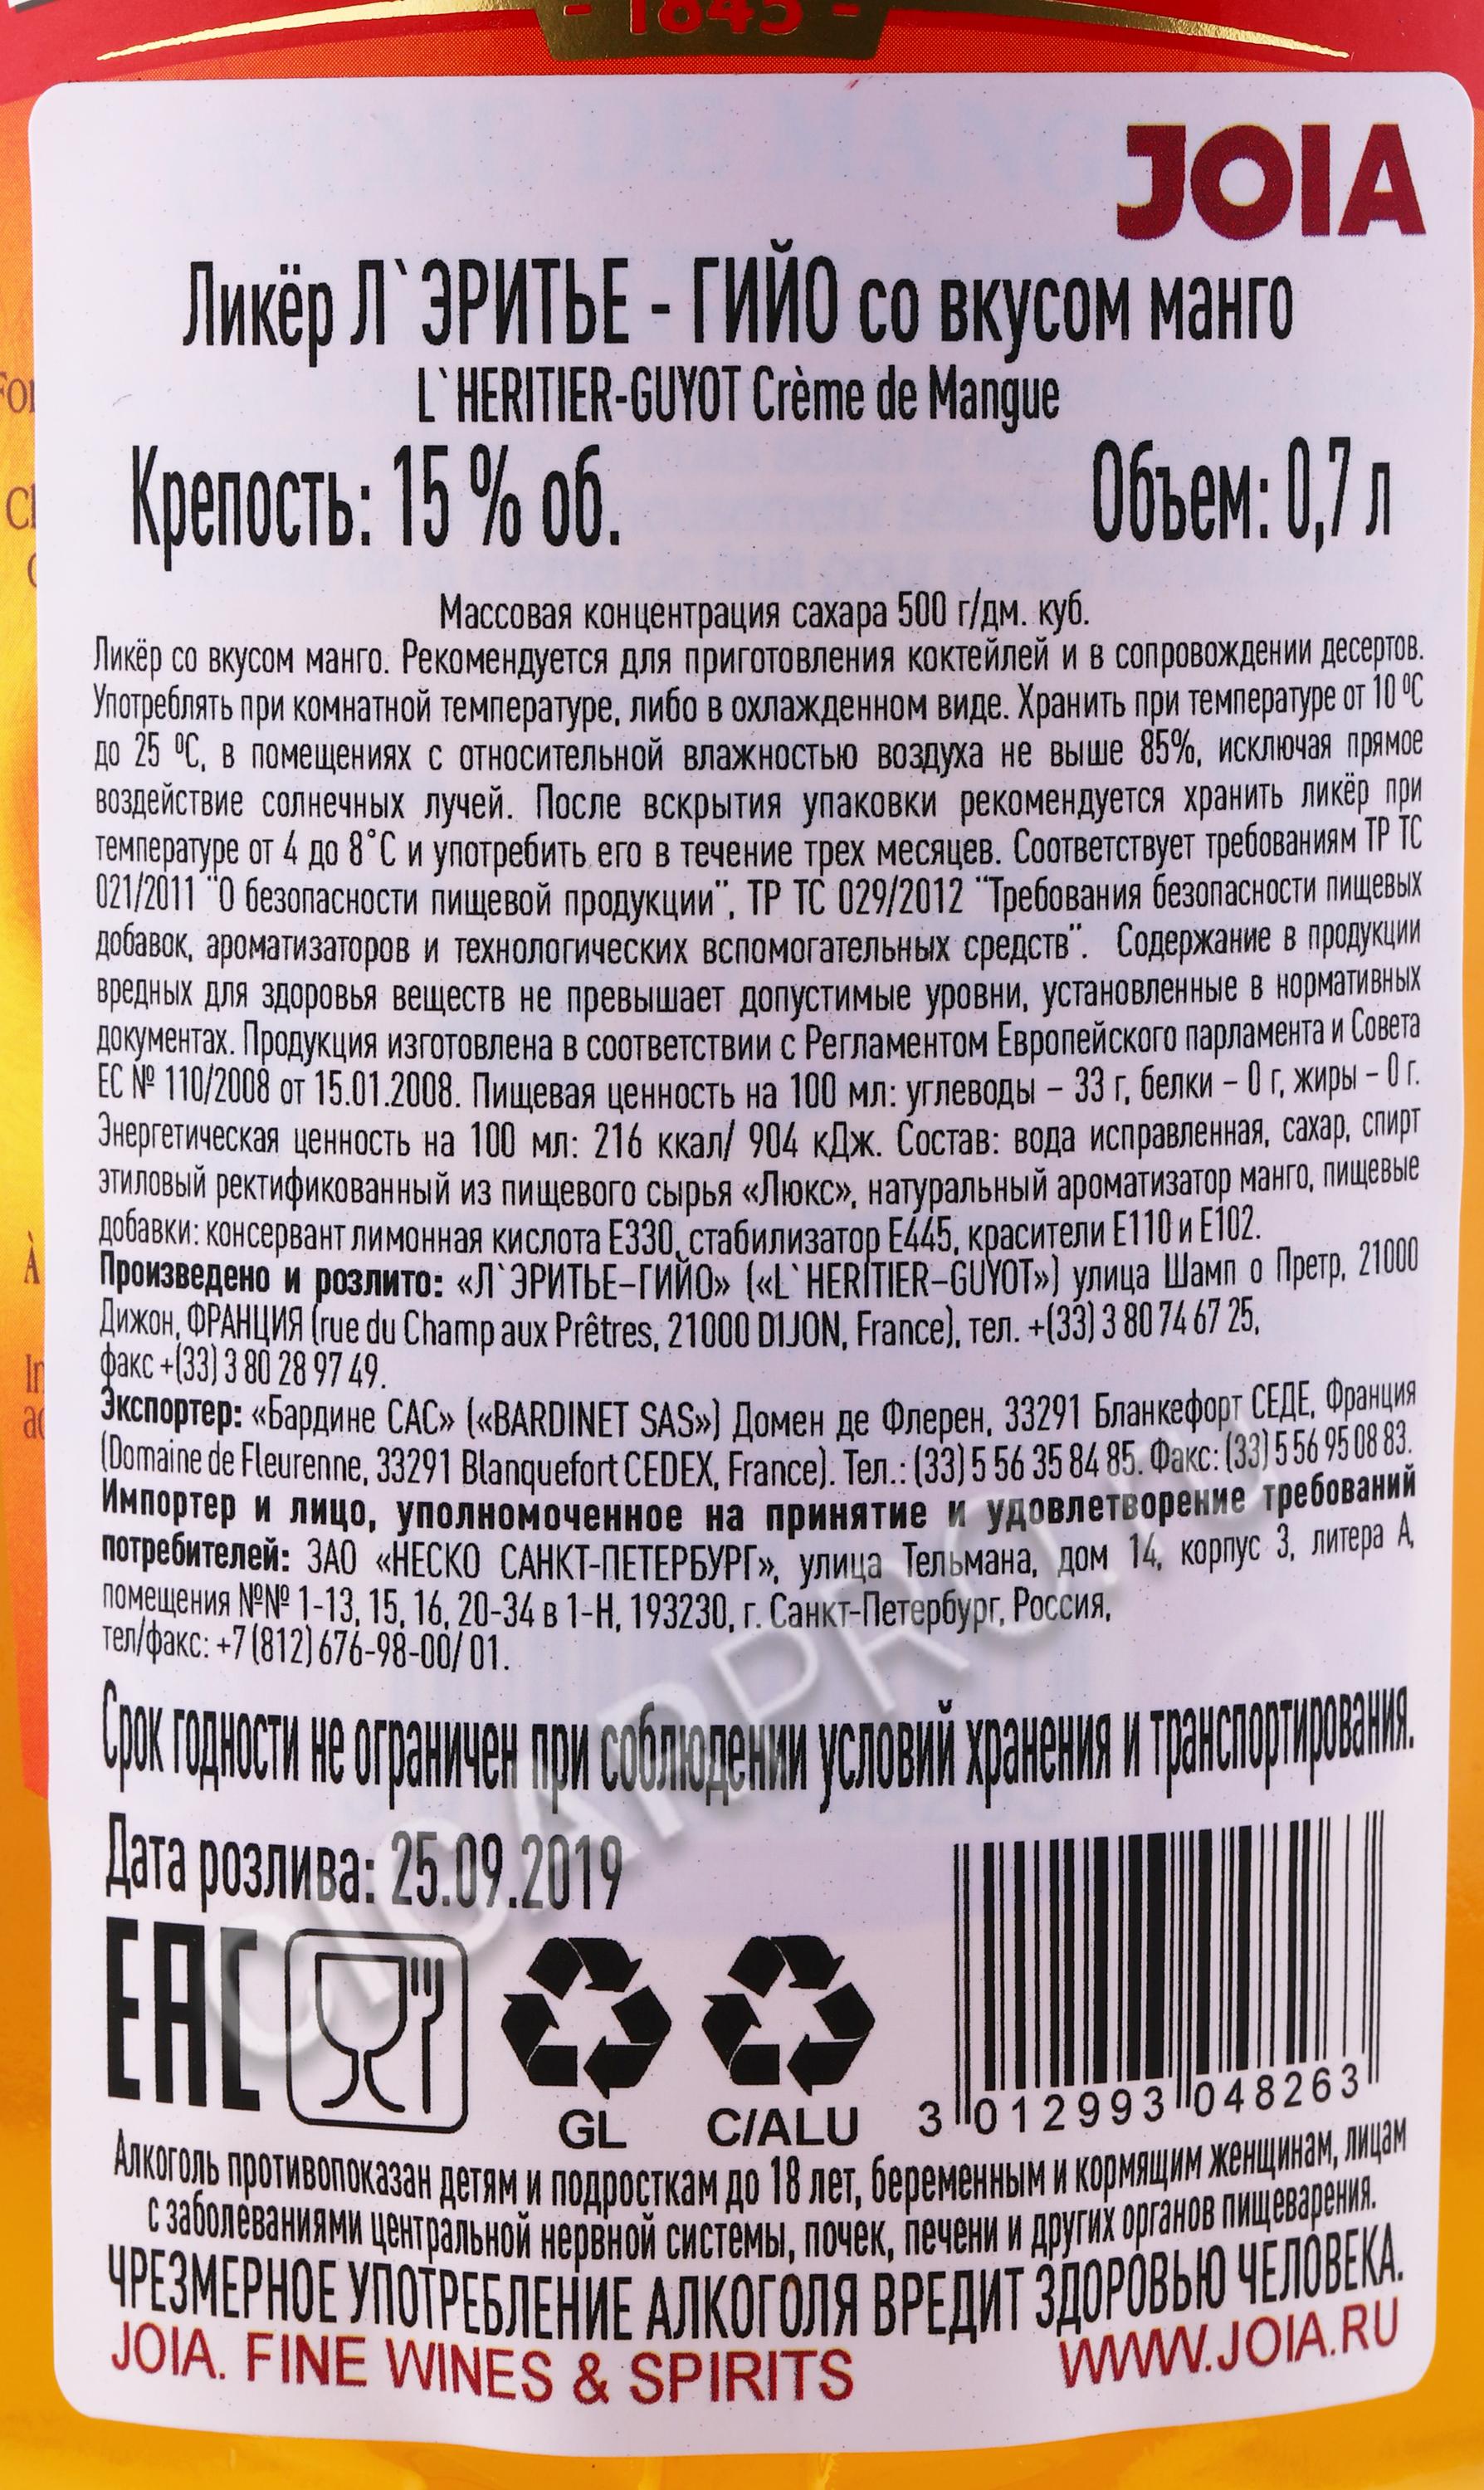 - 1845 -
JOIA
Ликёр Л`ЭРИТЬЕ - ГИЙО со вкусом манго
L`HERITIER-GUYOT Crème de Mangue
Крепость: 15 % об. Объем: 0,7 л
Массовая концентрация сахара 500 г/дм. куб.
Ликёр со вкусом манго. Рекомендуется для приготовления коктейлей и в сопровождении десертов.
Употреблять при комнатной температуре, либо в охлажденном виде. Хранить при температуре от 10 ⁰С
до 25 ⁰С, в помещениях с относительной влажностью воздуха не выше 85%, исключая прямое
воздействие солнечных лучей. После вскрытия упаковки рекомендуется хранить ликёр при
температуре от 4 до 8°С и употребить его в течение трех месяцев. Соответствует требованиям ТР ТС
021/2011 "О безопасности пищевой продукции", ТР ТС 029/2012 "Требования безопасности пищевых
добавок, ароматизаторов и технологических вспомогательных средств". Содержание в продукции
вредных для здоровья веществ не превышает допустимые уровни, установленные в нормативных
документах. Продукция изготовлена в соответствии с Регламентом Европейского парламента и Совета
ЕС № 110/2008 от 15.01.2008. Пищевая ценность на 100 мл: углеводы – 33 г, белки – 0 г, жиры – 0 г.
Энергетическая ценность на 100 мл: 216 ккал/ 904 кДж. Состав: вода исправленная, сахар, спирт
этиловый ректификованный из пищевого сырья «Люкс», натуральный ароматизатор манго, пищевые
добавки: консервант лимонная кислота Е330, стабилизатор Е445, красители Е110 и Е102.
Произведено и розлито: «Л`ЭРИТЬЕ–ГИЙО» («L`HERITIER–GUYOT») улица Шамп о Претр, 21000
Дижон, ФРАНЦИЯ (rue du Champ aux Prêtres, 21000 DIJON, France), тел. +(33) 3 80 74 67 25,
факс +(33) 3 80 28 97 49.
Экспортер: «Бардине САС» («BARDINET SAS») Домен де Флерен, 33291 Бланкефорт СЕДЕ, Франция
(Domaine de Fleurenne, 33291 Blanquefort CEDEX, France). Тел.: (33) 5 56 35 84 85. Факс: (33) 5 56 95 08 83.
Импортер и лицо, уполномоченное на принятие и удовлетворение требований
потребителей: ЗАО «НЕСКО САНКТ-ПЕТЕРБУРГ», улица Тельмана, дом 14, корпус 3, литера А,
помещения №№ 1-13, 15, 16, 20-34 в 1-Н, 193230, г. Санкт-Петербург, Россия,
тел/факс: +7 (812) 676-98-00/ 01.
Срок годности не ограничен при соблюдении условий хранения и транспортирования.
Дата розлива: 25.09.2019
EAC
GL C/ALU
3 012993 048263
Алкоголь противопоказан детям и подросткам до 18 лет, беременным и кормящим женщинам, лицам
с заболеваниями центральной нервной системы, почек, печени и других органов пищеварения.
ЧРЕЗМЕРНОЕ УПОТРЕБЛЕНИЕ АЛКОГОЛЯ ВРЕДИТ ЗДОРОВЬЮ ЧЕЛОВЕКА.
JOIA. FINE WINES & SPIRITS WWW.JOIA.RU
CIGARPRO.RU